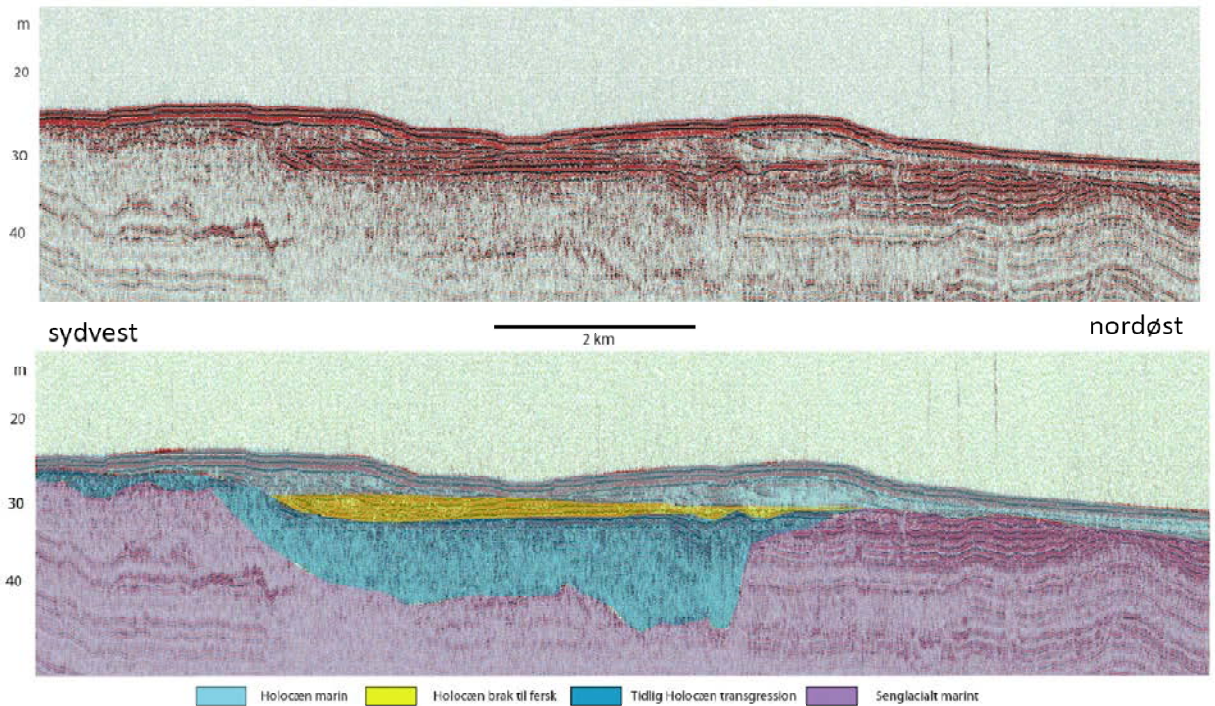 m
20
30
40
sydvest
2 km
nordøst
m
20
30
40
Holocæn marin
Holocæn brak til fersk
Tidlig Holocæn transgression
Senglacialt marint